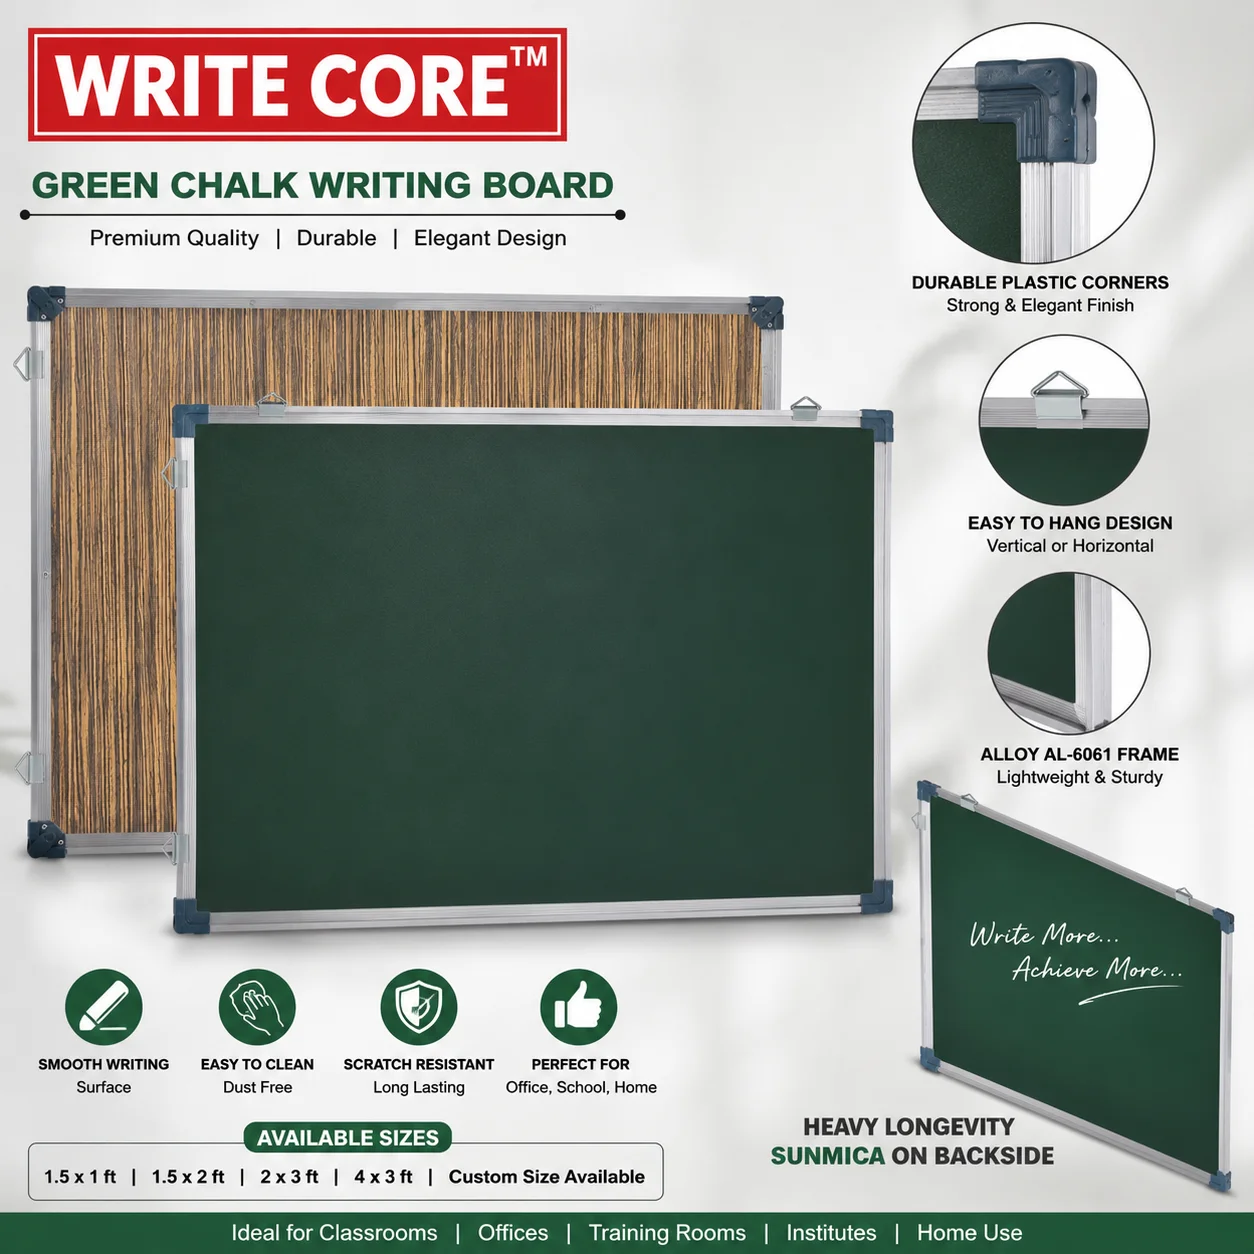 WRITE CORE™
GREEN CHALK WRITING BOARD
Premium Quality | Durable | Elegant Design
DURABLE PLASTIC CORNERS
Strong & Elegant Finish
EASY TO HANG DESIGN
Vertical or Horizontal
ALLOY AL-6061 FRAME
Lightweight & Sturdy
Write More...
Achieve More...
SMOOTH WRITING
Surface
EASY TO CLEAN
Dust Free
SCRATCH RESISTANT
Long Lasting
PERFECT FOR
Office, School, Home
HEAVY LONGEVITY
SUNMICA ON BACKSIDE
AVAILABLE SIZES
1.5 x 1 ft | 1.5 x 2 ft | 2 x 3 ft | 4 x 3 ft | Custom Size Available
Ideal for Classrooms | Offices | Training Rooms | Institutes | Home Use